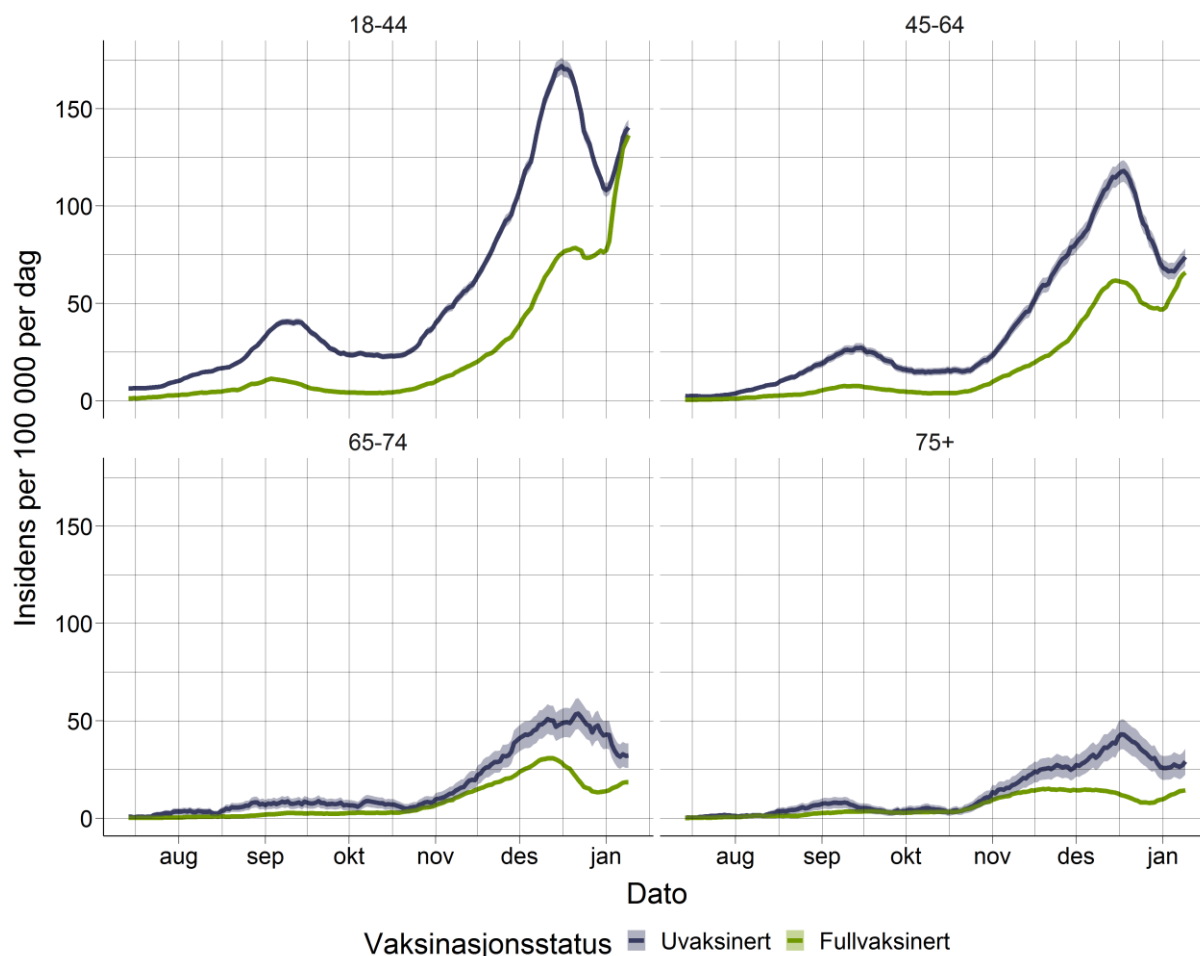 18-44
45-64
150
100
50
0
65-74
75+
150
100
50
0
Insidens per 100 000 per dag
aug sep okt nov des jan
aug sep okt nov des jan
Dato
Vaksinasjonsstatus Uvaksinert Fullvaksinert